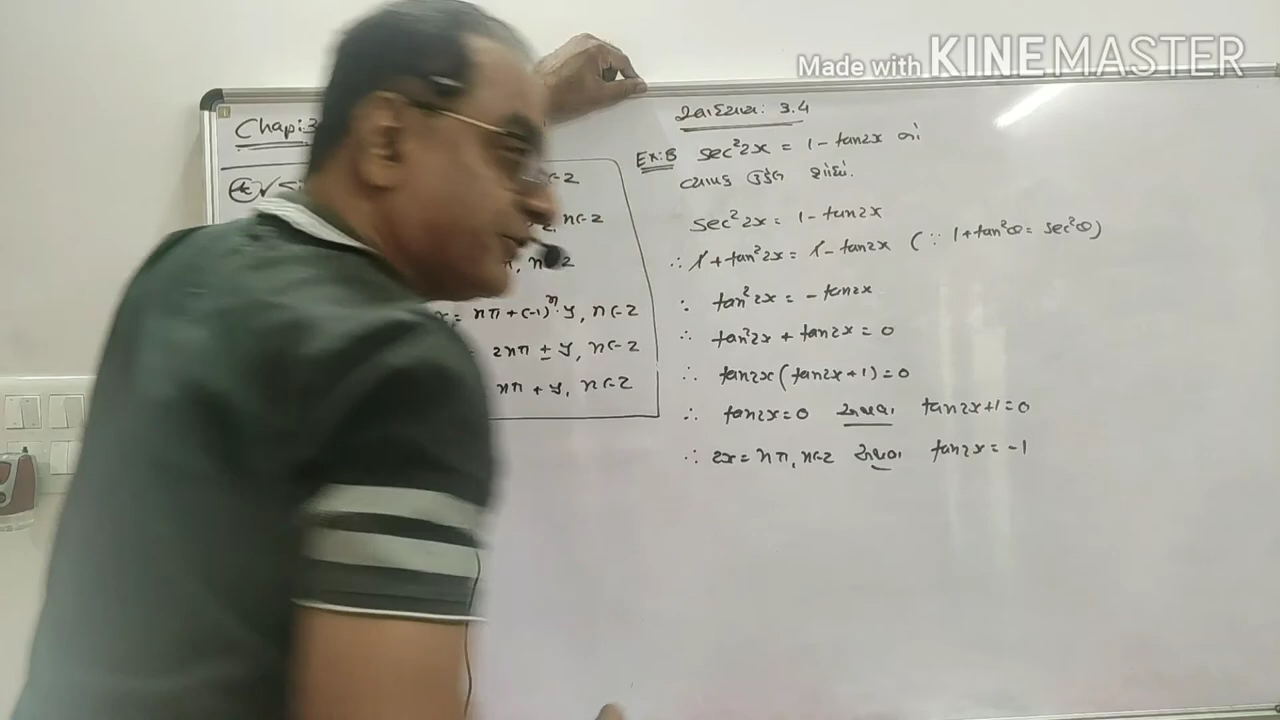 Made with KINEMASTER
Chap:3
sin
n∈Z
x = nπ + (-1)ⁿ·y, n∈Z
2nπ ± y, n∈Z
nπ + y, n∈Z
સ્વાધ્યાય: 3.4
Ex:8 sec²2x = 1 - tan2x નો
વ્યાપક ઉકેલ શોધો.
sec²2x = 1 - tan2x
∴ 1 + tan²2x = 1 - tan2x (∵ 1 + tan²θ = sec²θ)
∴ tan²2x = - tan2x
∴ tan²2x + tan2x = 0
∴ tan2x (tan2x + 1) = 0
∴ tan2x = 0 અથવા tan2x + 1 = 0
∴ 2x = nπ, n∈Z અથવા tan2x = -1